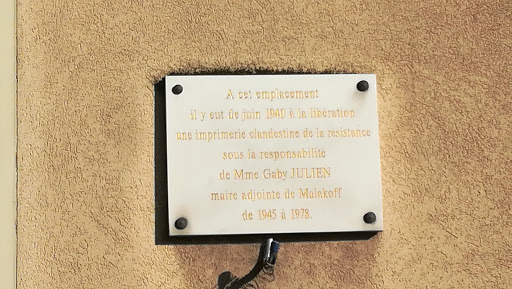 A cet emplacement
il y eut de juin 1940 à la libération
une imprimerie clandestine de la résistance
sous la responsabilité
de Mme Gaby JULIEN
maire adjointe de Malakoff
de 1945 à 1978.